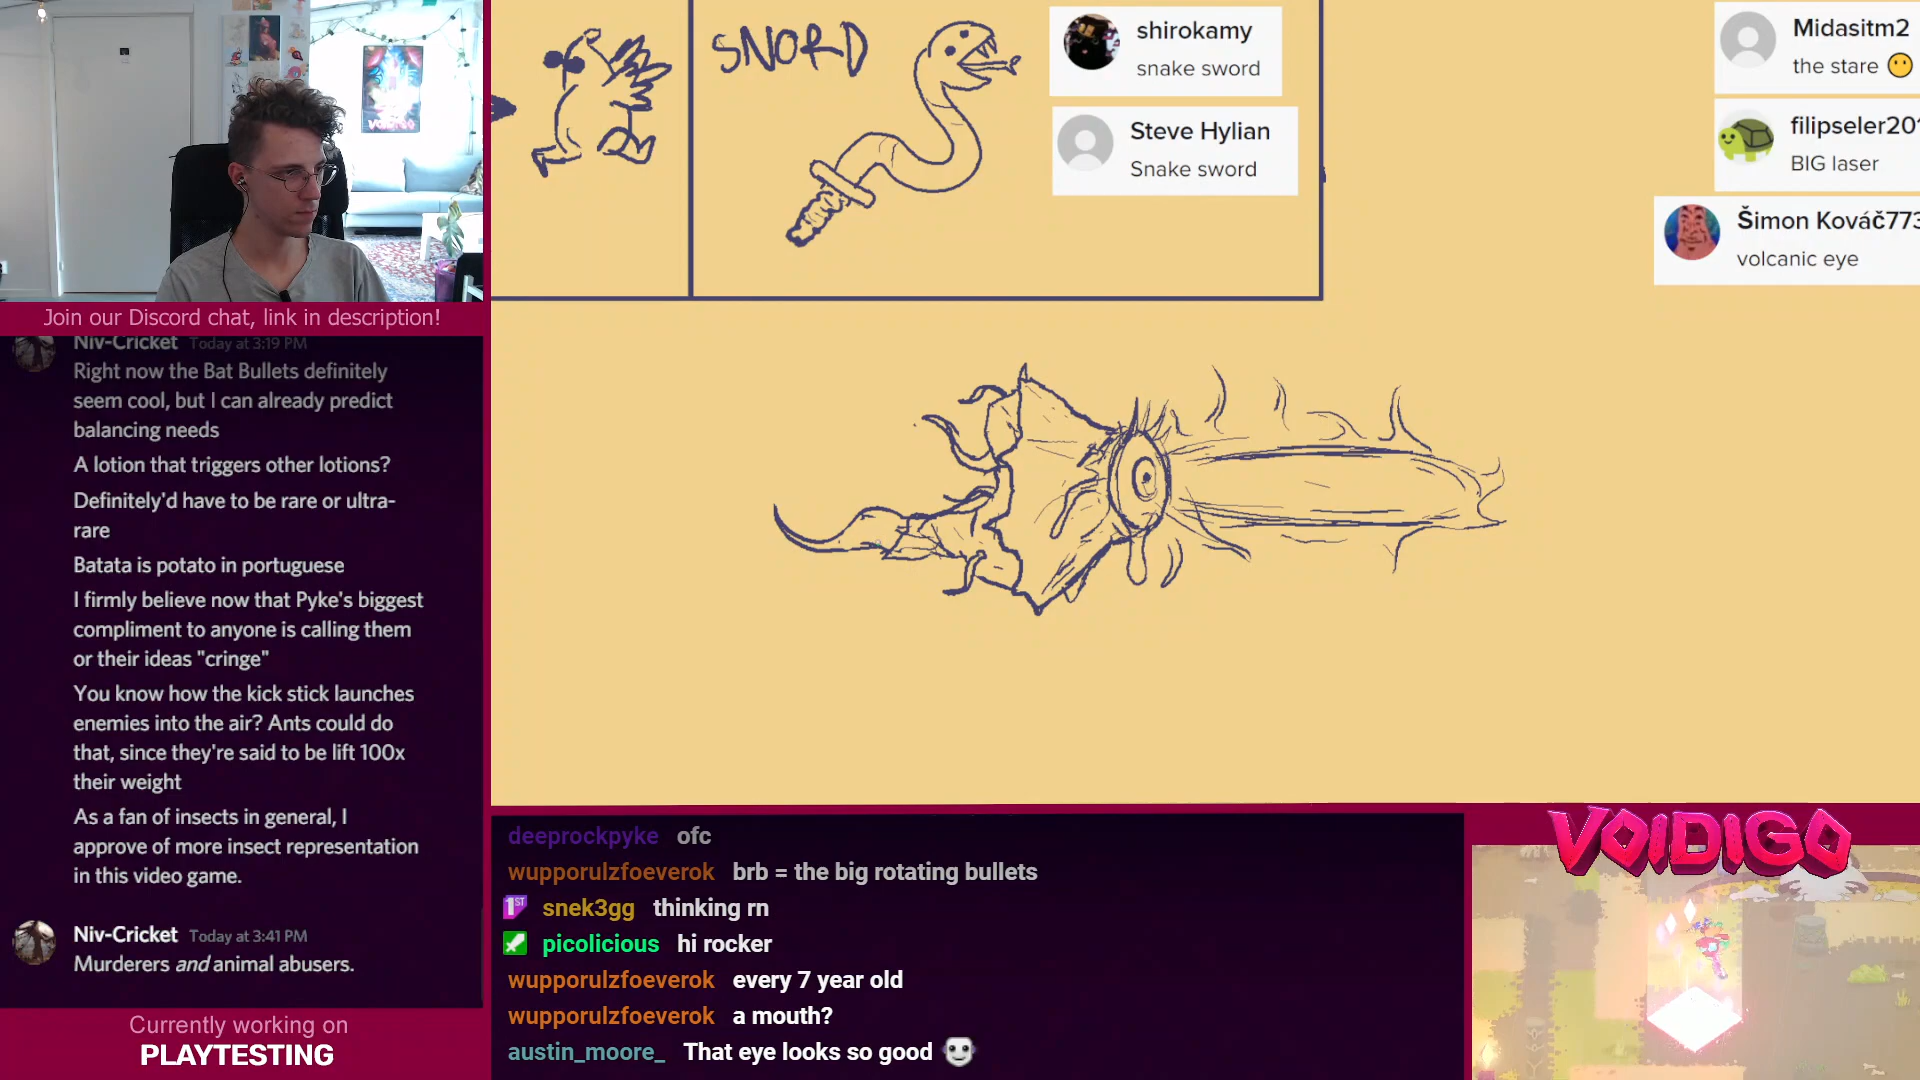 SNORD
shirokamy
snake sword
Steve Hylian
Snake sword
Midasitm2
the stare
filipseler20
BIG laser
Šimon Kováč773
volcanic eye
VOIDIGO
Join our Discord chat, link in description!
Niv-Cricket Today at 3:19 PM
Right now the Bat Bullets definitely
seem cool, but I can already predict
balancing needs
A lotion that triggers other lotions?
Definitely'd have to be rare or ultra-
rare
Batata is potato in portuguese
I firmly believe now that Pyke's biggest
compliment to anyone is calling them
or their ideas "cringe"
You know how the kick stick launches
enemies into the air? Ants could do
that, since they're said to be lift 100x
their weight
As a fan of insects in general, I
approve of more insect representation
in this video game.
Niv-Cricket Today at 3:41 PM
Murderers and animal abusers.
Currently working on
PLAYTESTING
deeprockpyke ofc
wupporulzfoeverok brb = the big rotating bullets
1ST snek3gg thinking rn
picolicious hi rocker
wupporulzfoeverok every 7 year old
wupporulzfoeverok a mouth?
austin_moore_ That eye looks so good
VOIDIGO